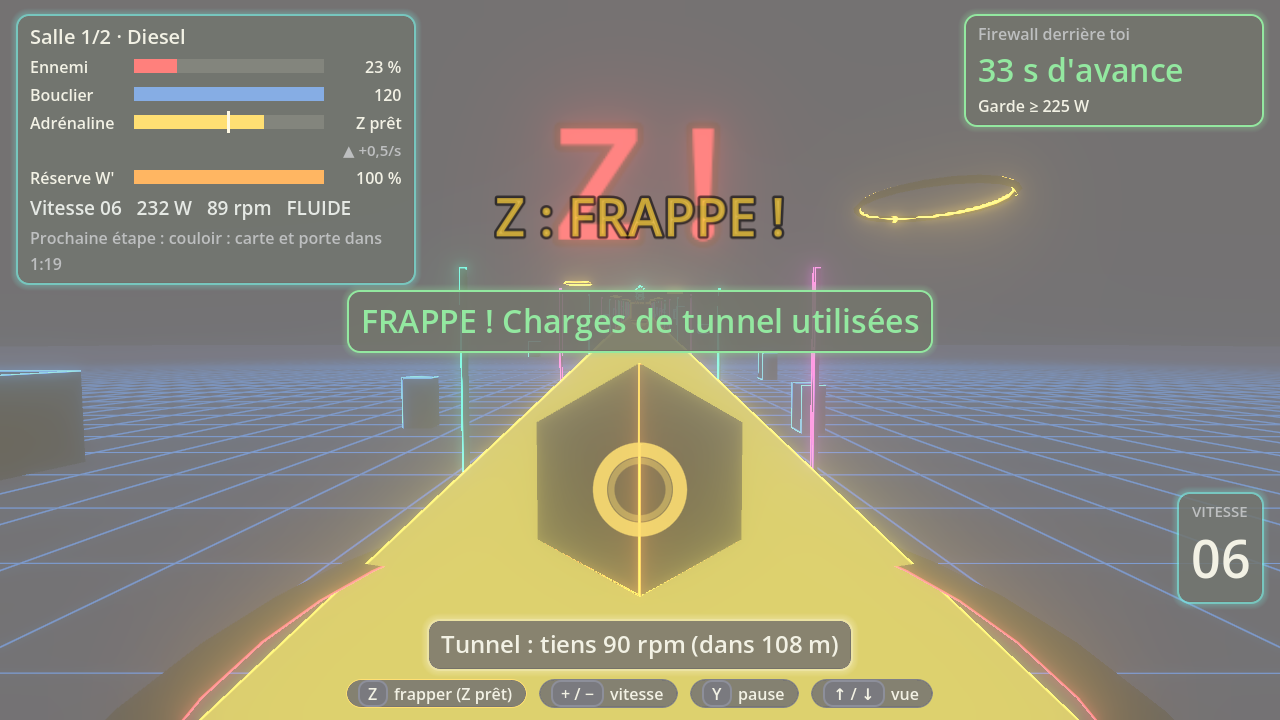 Salle 1/2 · Diesel
Ennemi 23 %
Bouclier 120
Adrénaline Z prêt
▲ +0,5/s
Réserve W' 100 %
Vitesse 06 232 W 89 rpm FLUIDE
Prochaine étape : couloir : carte et porte dans
1:19
Firewall derrière toi
33 s d'avance
Garde ≥ 225 W
Z !
Z : FRAPPE !
FRAPPE ! Charges de tunnel utilisées
VITESSE
06
Tunnel : tiens 90 rpm (dans 108 m)
Z frapper (Z prêt) + / − vitesse Y pause ↑ / ↓ vue